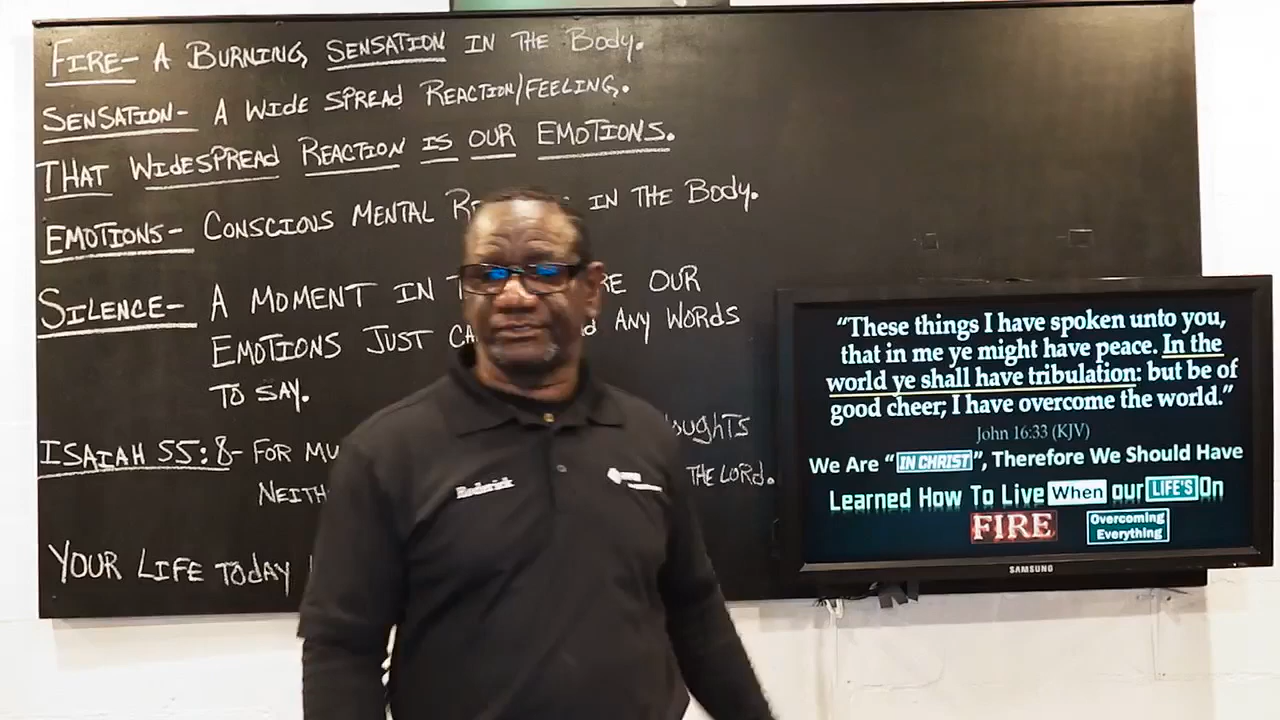 FIRE- A BURNING SENSATION IN THE BODY.
SENSATION- A WIDE SPREAD REACTION/FEELING.
THAT WIDESPREAD REACTION IS OUR EMOTIONS.
EMOTIONS- CONSCIOUS MENTAL IN THE BODY.
SILENCE- A MOMENT IN OUR
EMOTIONS JUST ANY WORDS
TO SAY.
ISAIAH 55:8- FOR
THE LORD.
YOUR LIFE TODAY
Roderick
“These things I have spoken unto you,
that in me ye might have peace. In the
world ye shall have tribulation: but be of
good cheer; I have overcome the world.”
John 16:33 (KJV)
We Are “IN CHRIST”, Therefore We Should Have
Learned How To Live When our LIFE'S On
FIRE Overcoming
Everything
SAMSUNG